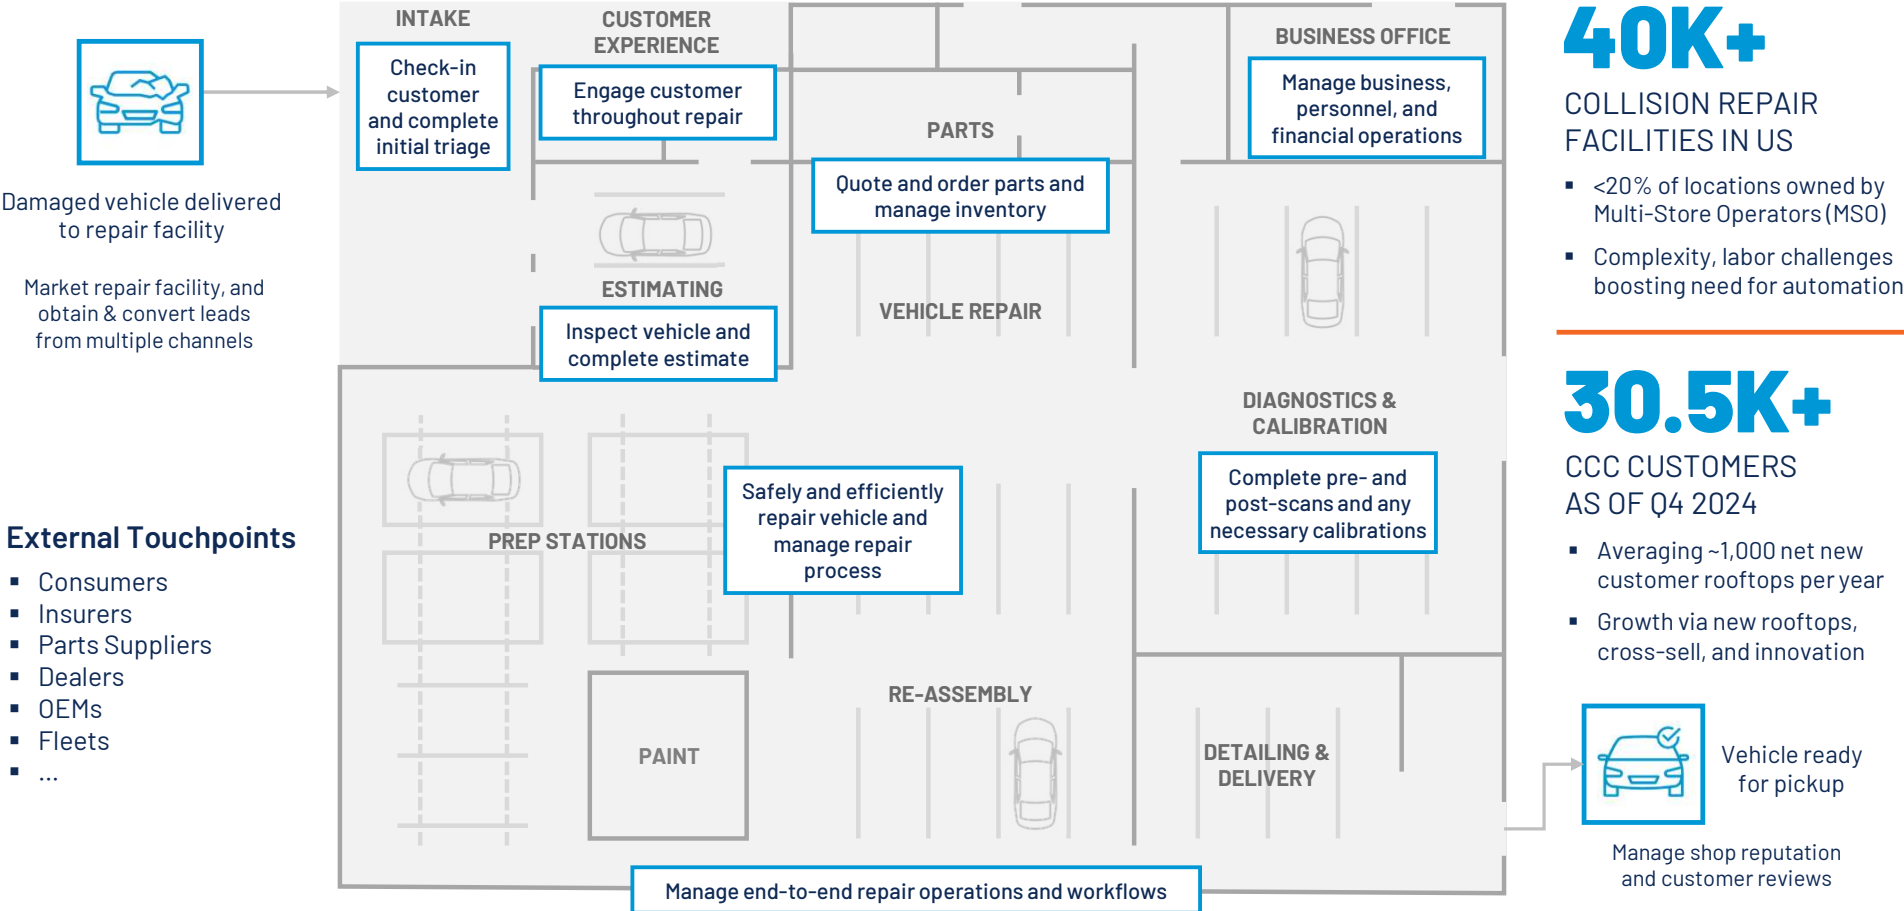 Damaged vehicle delivered
to repair facility
Market repair facility, and
obtain & convert leads
from multiple channels
External Touchpoints
▪ Consumers
▪ Insurers
▪ Parts Suppliers
▪ Dealers
▪ OEMs
▪ Fleets
▪ ...
INTAKE
Check-in
customer
and complete
initial triage
CUSTOMER
EXPERIENCE
Engage customer
throughout repair
ESTIMATING
Inspect vehicle and
complete estimate
PARTS
Quote and order parts and
manage inventory
VEHICLE REPAIR
BUSINESS OFFICE
Manage business,
personnel, and
financial operations
DIAGNOSTICS &
CALIBRATION
Complete pre- and
post-scans and any
necessary calibrations
PREP STATIONS
Safely and efficiently
repair vehicle and
manage repair
process
PAINT
RE-ASSEMBLY
DETAILING &
DELIVERY
Manage end-to-end repair operations and workflows
40K+
COLLISION REPAIR
FACILITIES IN US
▪ <20% of locations owned by
Multi-Store Operators (MSO)
▪ Complexity, labor challenges
boosting need for automation
30.5K+
CCC CUSTOMERS
AS OF Q4 2024
▪ Averaging ~1,000 net new
customer rooftops per year
▪ Growth via new rooftops,
cross-sell, and innovation
Vehicle ready
for pickup
Manage shop reputation
and customer reviews